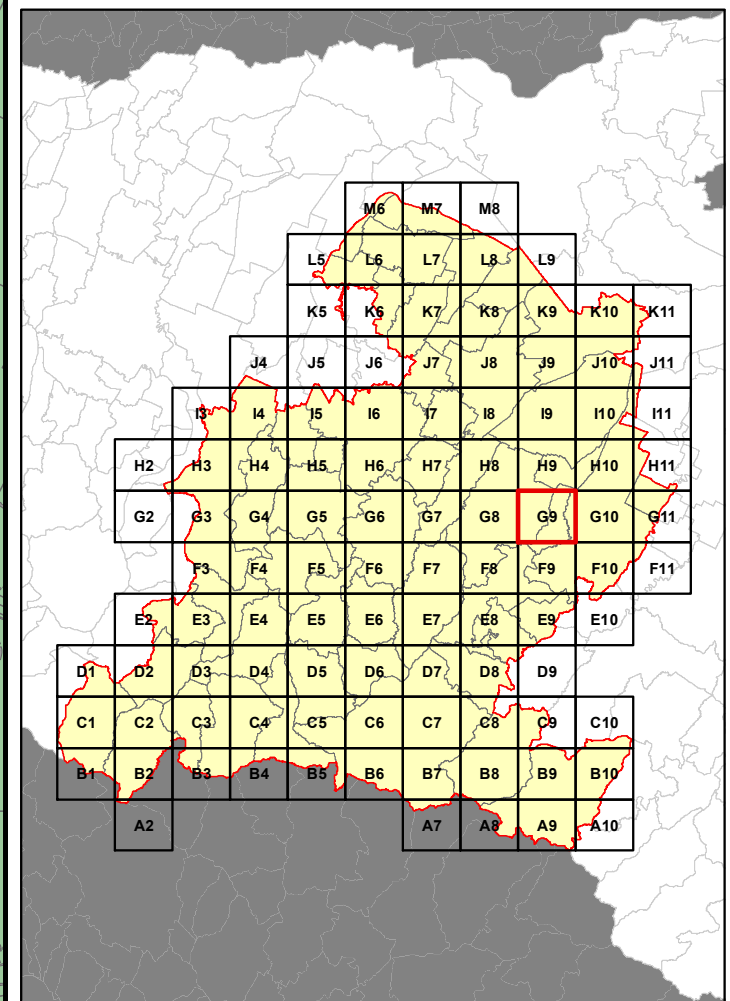 M6 M7 M8
L5 L6 L7 L8 L9
K5 K6 K7 K8 K9 K10 K11
J4 J5 J6 J7 J8 J9 J10 J11
I3 I4 I5 I6 I7 I8 I9 I10 I11
H2 H3 H4 H5 H6 H7 H8 H9 H10 H11
G2 G3 G4 G5 G6 G7 G8 G9 G10 G11
F3 F4 F5 F6 F7 F8 F9 F10 F11
E2 E3 E4 E5 E6 E7 E8 E9 E10
D1 D2 D3 D4 D5 D6 D7 D8 D9
C1 C2 C3 C4 C5 C6 C7 C8 C9 C10
B1 B2 B3 B4 B5 B6 B7 B8 B9 B10
A2 A7 A8 A9 A10